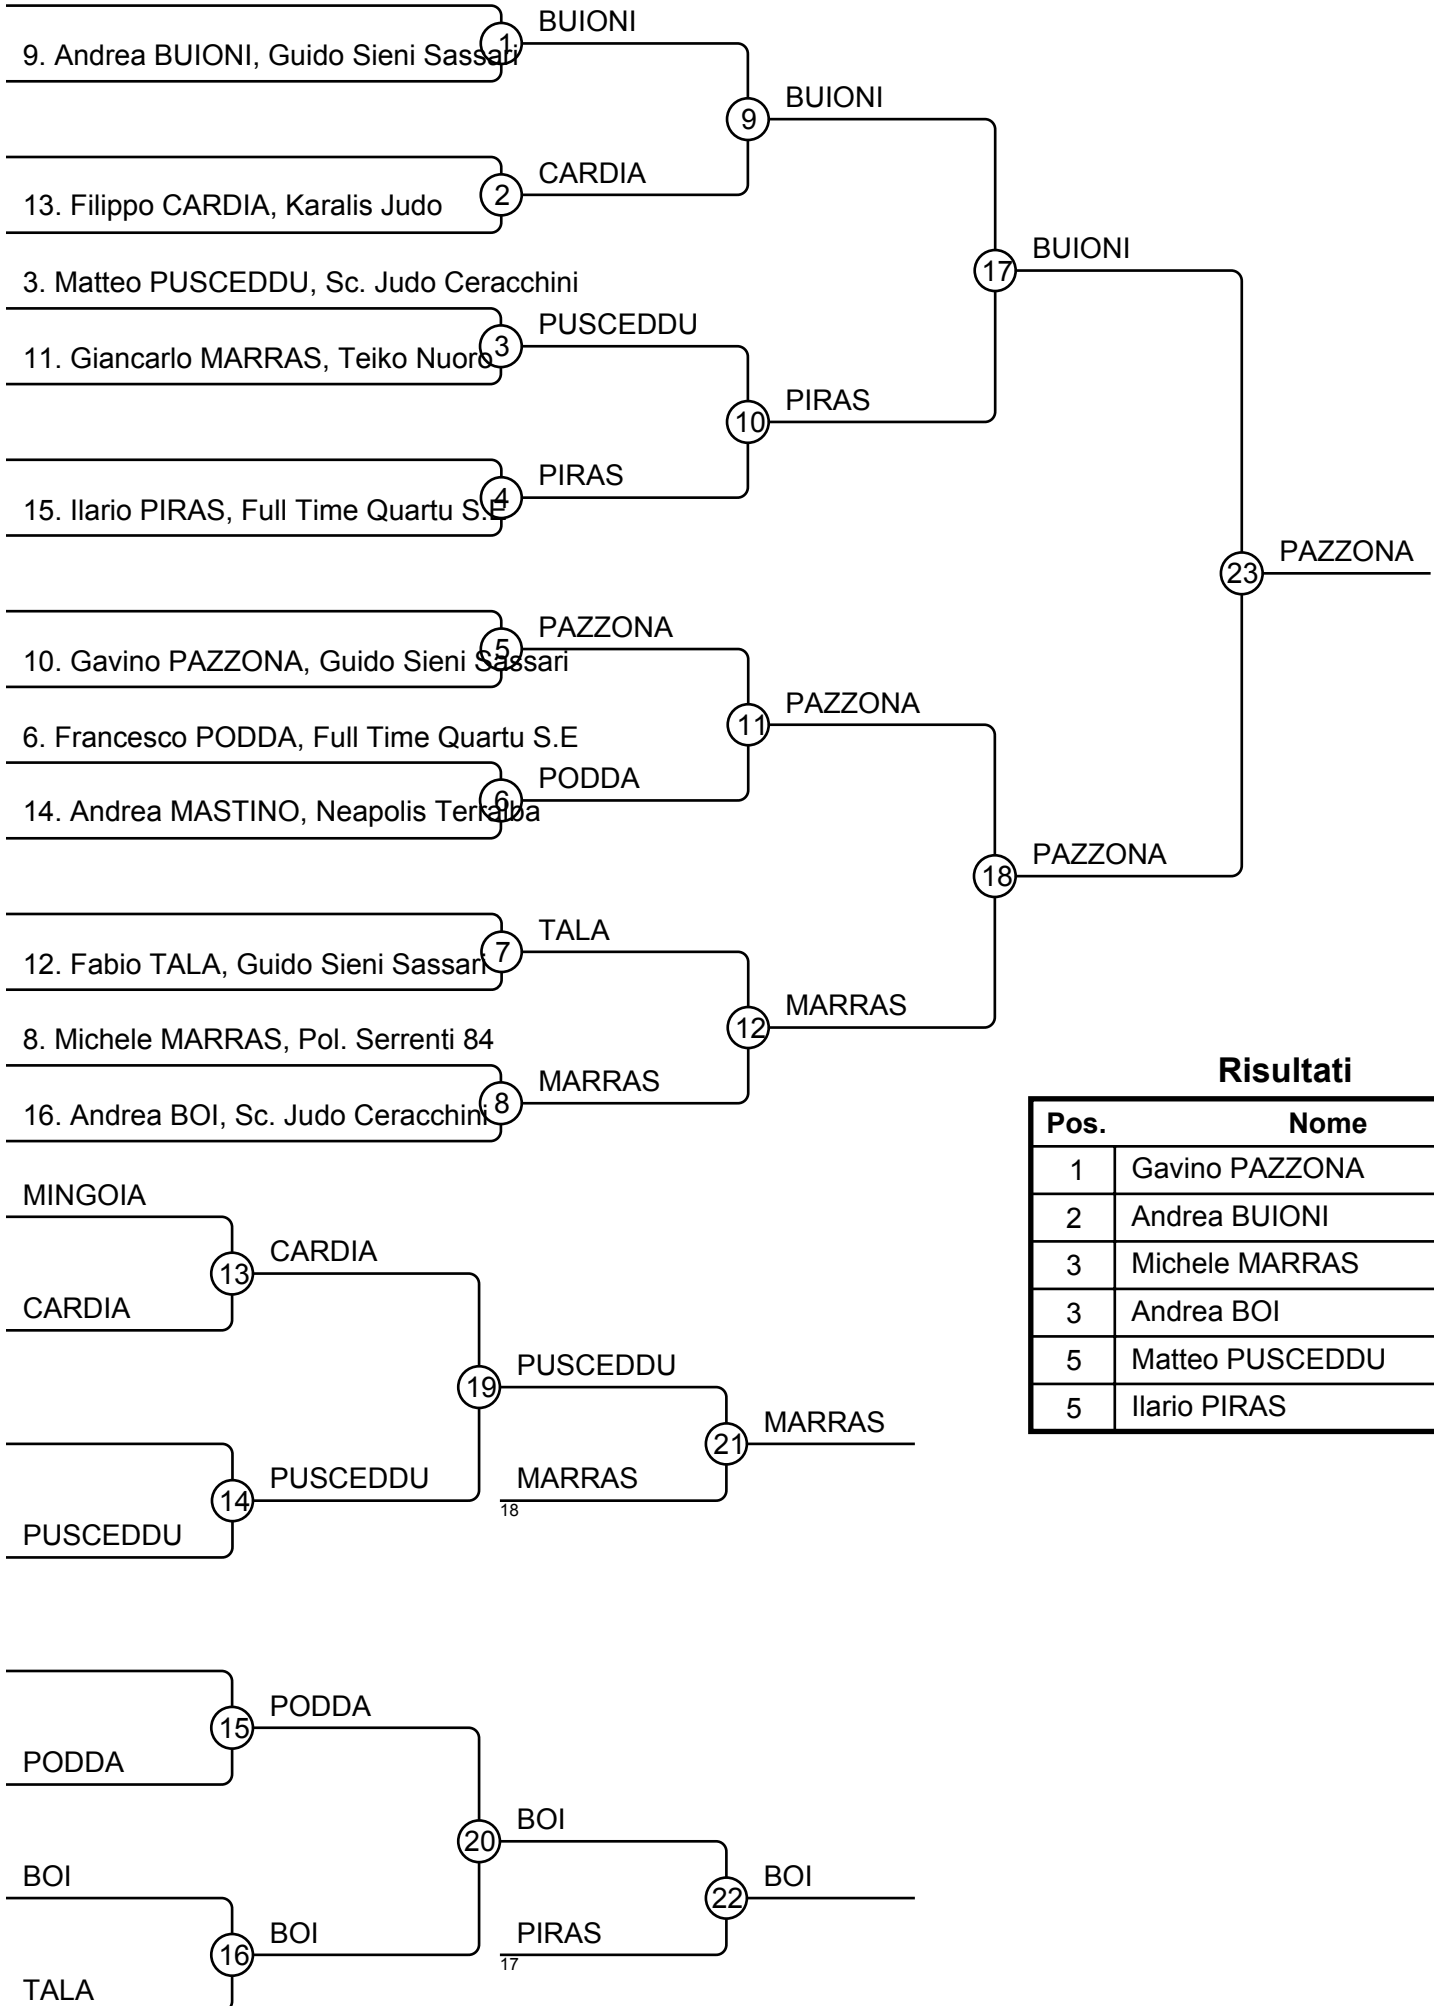 BUIONI
1
9. Andrea BUIONI, Guido Sieni Sassari
BUIONI
9
CARDIA
2
13. Filippo CARDIA, Karalis Judo
BUIONI
17
3. Matteo PUSCEDDU, Sc. Judo Ceracchini
PUSCEDDU
3
11. Giancarlo MARRAS, Teiko Nuoro
PIRAS
10
PIRAS
4
15. Ilario PIRAS, Full Time Quartu S.E
PAZZONA
23
PAZZONA
5
10. Gavino PAZZONA, Guido Sieni Sassari
PAZZONA
11
6. Francesco PODDA, Full Time Quartu S.E
PODDA
6
14. Andrea MASTINO, Neapolis Terralba
PAZZONA
18
TALA
7
12. Fabio TALA, Guido Sieni Sassari
MARRAS
12
8. Michele MARRAS, Pol. Serrenti 84
MARRAS
8
16. Andrea BOI, Sc. Judo Ceracchini
Risultati
Pos. Nome
1 Gavino PAZZONA
2 Andrea BUIONI
3 Michele MARRAS
3 Andrea BOI
5 Matteo PUSCEDDU
5 Ilario PIRAS
MINGOIA
CARDIA
13
CARDIA
PUSCEDDU
19
MARRAS
21
PUSCEDDU
14
MARRAS
18
PUSCEDDU
PODDA
15
PODDA
BOI
20
BOI
BOI
22
BOI
16
PIRAS
17
TALA